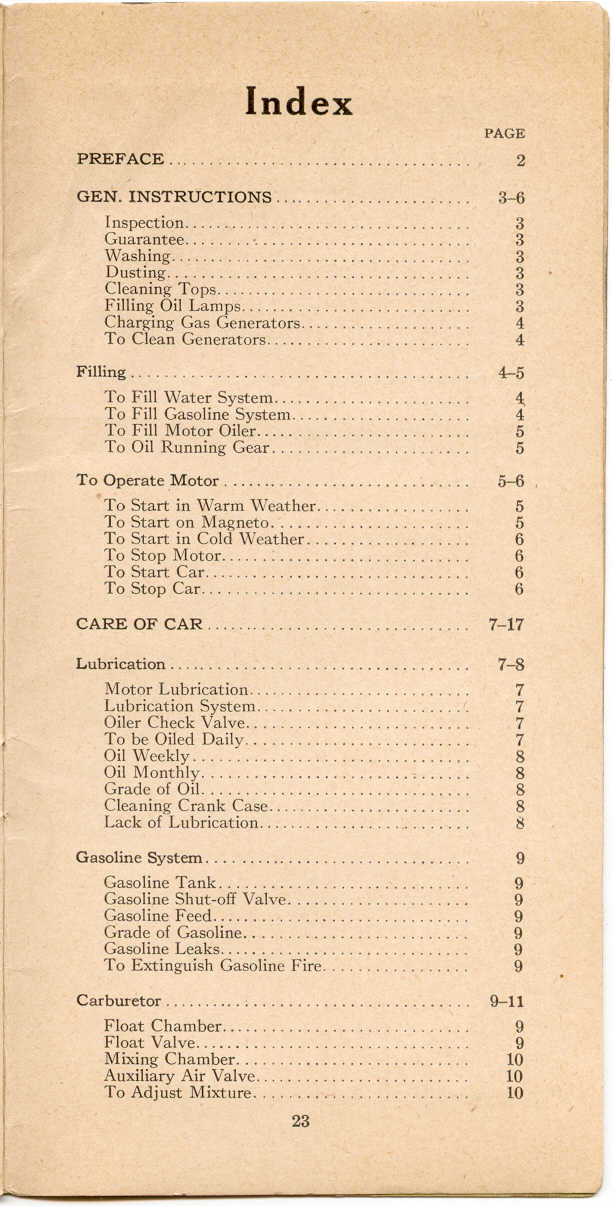 Index
PAGE
PREFACE 2
GEN. INSTRUCTIONS 3–6
Inspection 3
Guarantee 3
Washing 3
Dusting 3
Cleaning Tops 3
Filling Oil Lamps 3
Charging Gas Generators 4
To Clean Generators 4
Filling 4–5
To Fill Water System 4
To Fill Gasoline System 4
To Fill Motor Oiler 5
To Oil Running Gear 5
To Operate Motor 5–6
To Start in Warm Weather 5
To Start on Magneto 5
To Start in Cold Weather 6
To Stop Motor 6
To Start Car 6
To Stop Car 6
CARE OF CAR 7–17
Lubrication 7–8
Motor Lubrication 7
Lubrication System 7
Oiler Check Valve 7
To be Oiled Daily 7
Oil Weekly 8
Oil Monthly 8
Grade of Oil 8
Cleaning Crank Case 8
Lack of Lubrication 8
Gasoline System 9
Gasoline Tank 9
Gasoline Shut-off Valve 9
Gasoline Feed 9
Grade of Gasoline 9
Gasoline Leaks 9
To Extinguish Gasoline Fire 9
Carburetor 9–11
Float Chamber 9
Float Valve 9
Mixing Chamber 10
Auxiliary Air Valve 10
To Adjust Mixture 10
23